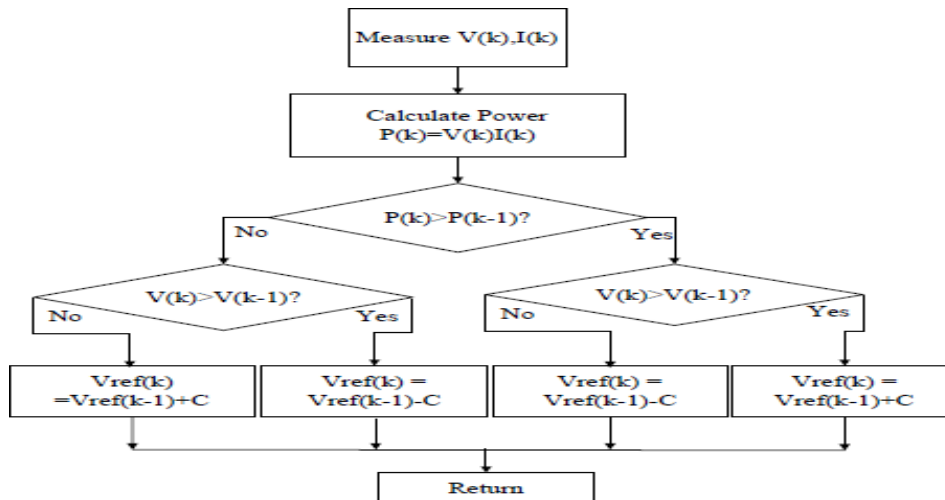 Measure V(k),I(k)
Calculate Power
P(k)=V(k)I(k)
P(k)>P(k-1)?
No
Yes
V(k)>V(k-1)?
V(k)>V(k-1)?
No
Yes
No
Yes
Vref(k)
=Vref(k-1)+C
Vref(k) =
Vref(k-1)-C
Vref(k) =
Vref(k-1)-C
Vref(k) =
Vref(k-1)+C
Return